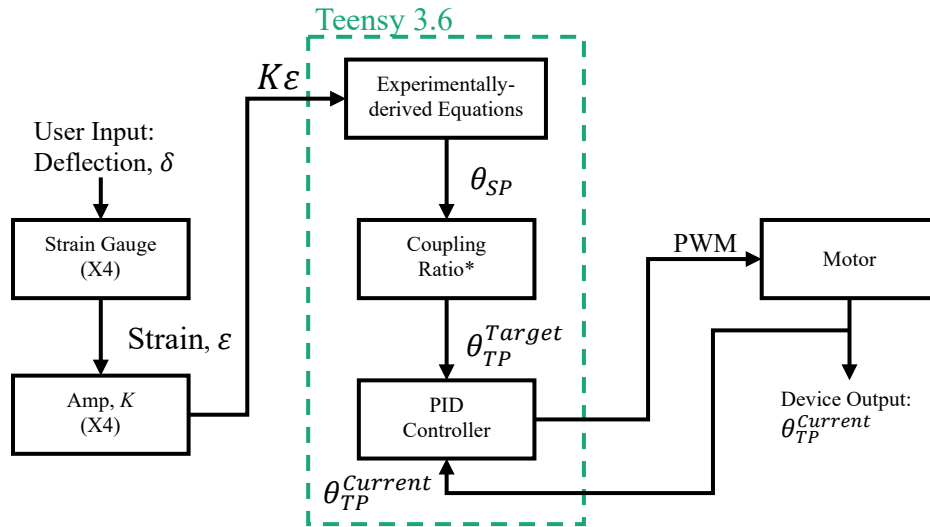 Teensy 3.6
User Input:
Deflection, δ
Strain Gauge
(X4)
Strain, ε
Amp, K
(X4)
Kε
Experimentally-
derived Equations
θ_SP
Coupling
Ratio*
θ_TP^Target
PID
Controller
θ_TP^Current
PWM
Motor
Device Output:
θ_TP^Current